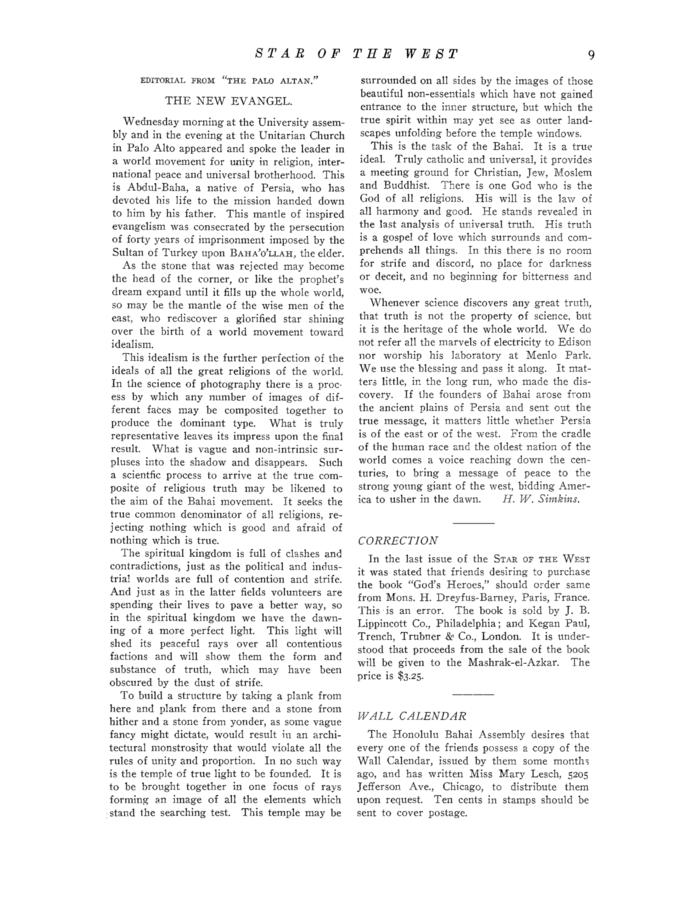 STAR OF THE WEST 9
EDITORIAL FROM "THE PALO ALTAN."
THE NEW EVANGEL.
Wednesday morning at the University assem-
bly and in the evening at the Unitarian Church
in Palo Alto appeared and spoke the leader in
a world movement for unity in religion, inter-
national peace and universal brotherhood. This
is Abdul-Baha, a native of Persia, who has
devoted his life to the mission handed down
to him by his father. This mantle of inspired
evangelism was consecrated by the persecution
of forty years of imprisonment imposed by the
Sultan of Turkey upon BAHA'O'LLAH, the elder.
As the stone that was rejected may become
the head of the corner, or like the prophet's
dream expand until it fills up the whole world,
so may be the mantle of the wise men of the
east, who rediscover a glorified star shining
over the birth of a world movement toward
idealism.
This idealism is the further perfection of the
ideals of all the great religions of the world.
In the science of photography there is a proc-
ess by which any number of images of dif-
ferent faces may be composited together to
produce the dominant type. What is truly
representative leaves its impress upon the final
result. What is vague and non-intrinsic sur-
pluses into the shadow and disappears. Such
a scientfic process to arrive at the true com-
posite of religious truth may be likened to
the aim of the Bahai movement. It seeks the
true common denominator of all religions, re-
jecting nothing which is good and afraid of
nothing which is true.
The spiritual kingdom is full of clashes and
contradictions, just as the political and indus-
trial worlds are full of contention and strife.
And just as in the latter fields volunteers are
spending their lives to pave a better way, so
in the spiritual kingdom we have the dawn-
ing of a more perfect light. This light will
shed its peaceful rays over all contentious
factions and will show them the form and
substance of truth, which may have been
obscured by the dust of strife.
To build a structure by taking a plank from
here and plank from there and a stone from
hither and a stone from yonder, as some vague
fancy might dictate, would result in an archi-
tectural monstrosity that would violate all the
rules of unity and proportion. In no such way
is the temple of true light to be founded. It is
to be brought together in one focus of rays
forming an image of all the elements which
stand the searching test. This temple may be
surrounded on all sides by the images of those
beautiful non-essentials which have not gained
entrance to the inner structure, but which the
true spirit within may yet see as outer land-
scapes unfolding before the temple windows.
This is the task of the Bahai. It is a true
ideal. Truly catholic and universal, it provides
a meeting ground for Christian, Jew, Moslem
and Buddhist. There is one God who is the
God of all religions. His will is the law of
all harmony and good. He stands revealed in
the last analysis of universal truth. His truth
is a gospel of love which surrounds and com-
prehends all things. In this there is no room
for strife and discord, no place for darkness
or deceit, and no beginning for bitterness and
woe.
Whenever science discovers any great truth,
that truth is not the property of science, but
it is the heritage of the whole world. We do
not refer all the marvels of electricity to Edison
nor worship his laboratory at Menlo Park.
We use the blessing and pass it along. It mat-
ters little, in the long run, who made the dis-
covery. If the founders of Bahai arose from
the ancient plains of Persia and sent out the
true message, it matters little whether Persia
is of the east or of the west. From the cradle
of the human race and the oldest nation of the
world comes a voice reaching down the cen-
turies, to bring a message of peace to the
strong young giant of the west, bidding Amer-
ica to usher in the dawn. H. W. Simkins.
CORRECTION
In the last issue of the STAR OF THE WEST
it was stated that friends desiring to purchase
the book "God's Heroes," should order same
from Mons. H. Dreyfus-Barney, Paris, France.
This is an error. The book is sold by J. B.
Lippincott Co., Philadelphia; and Kegan Paul,
Trench, Trubner & Co., London. It is under-
stood that proceeds from the sale of the book
will be given to the Mashrak-el-Azkar. The
price is $3.25.
WALL CALENDAR
The Honolulu Bahai Assembly desires that
every one of the friends possess a copy of the
Wall Calendar, issued by them some months
ago, and has written Miss Mary Lesch, 5205
Jefferson Ave., Chicago, to distribute them
upon request. Ten cents in stamps should be
sent to cover postage.